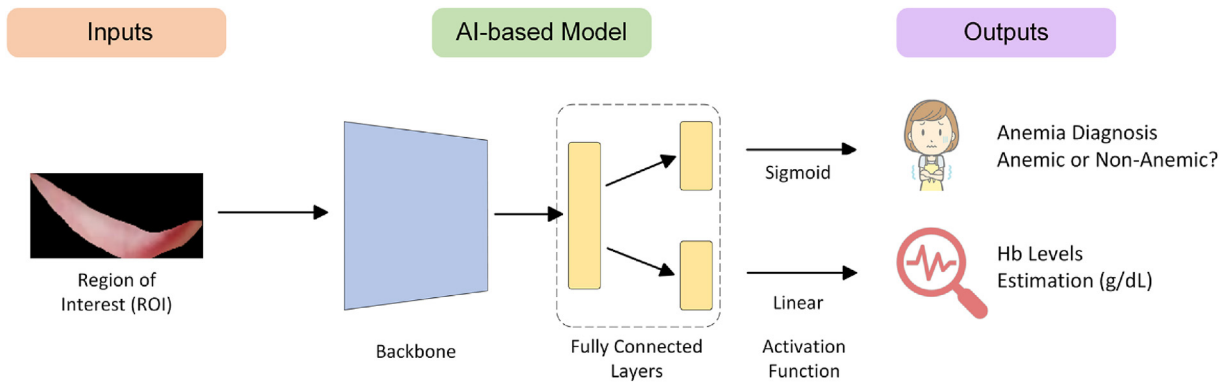 Inputs
AI-based Model
Outputs
Region of
Interest (ROI)
Backbone
Fully Connected
Layers
Sigmoid
Linear
Activation
Function
Anemia Diagnosis
Anemic or Non-Anemic?
Hb Levels
Estimation (g/dL)